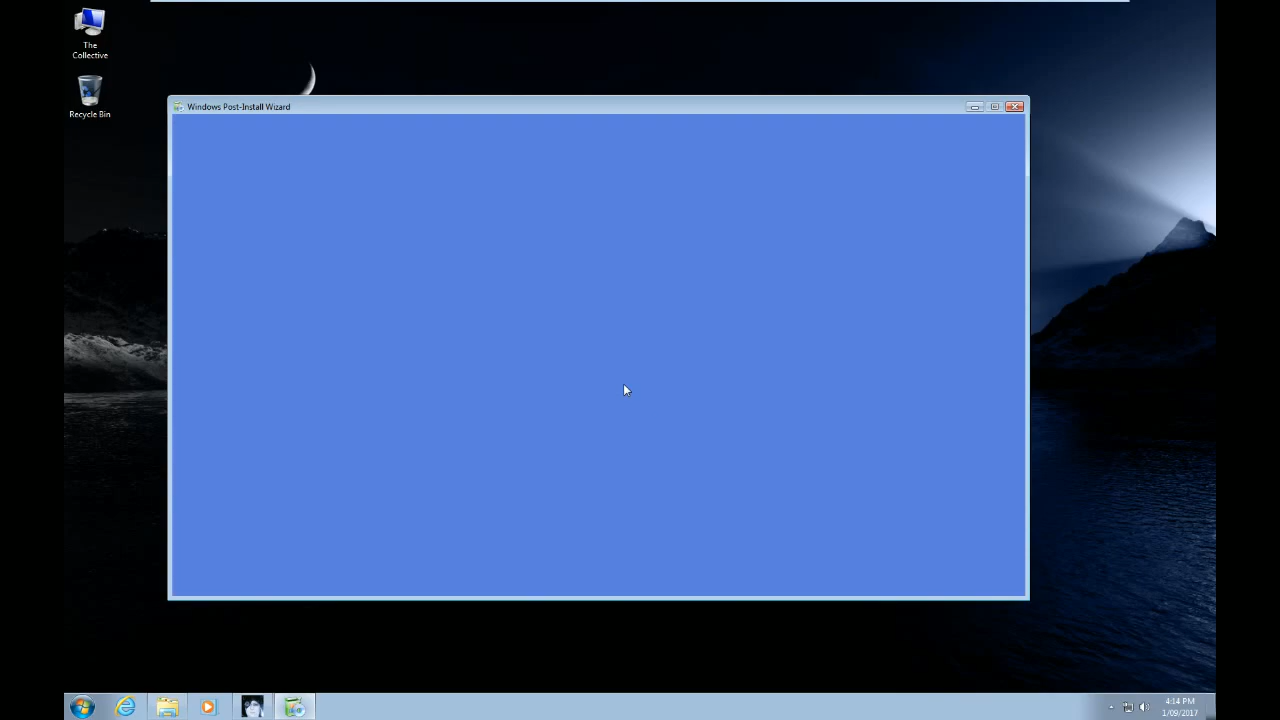 The
Collective
Recycle Bin
Windows Post-Install Wizard
4:14 PM
1/09/2017